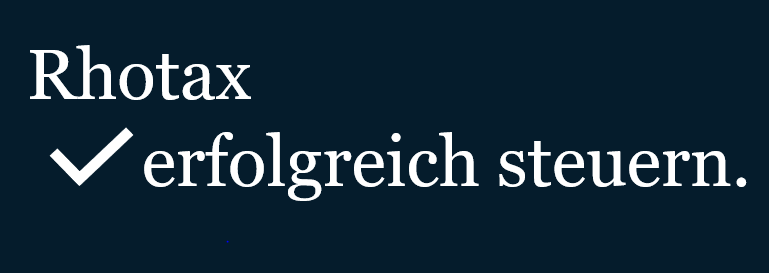 Rhotax
✓ erfolgreich steuern.